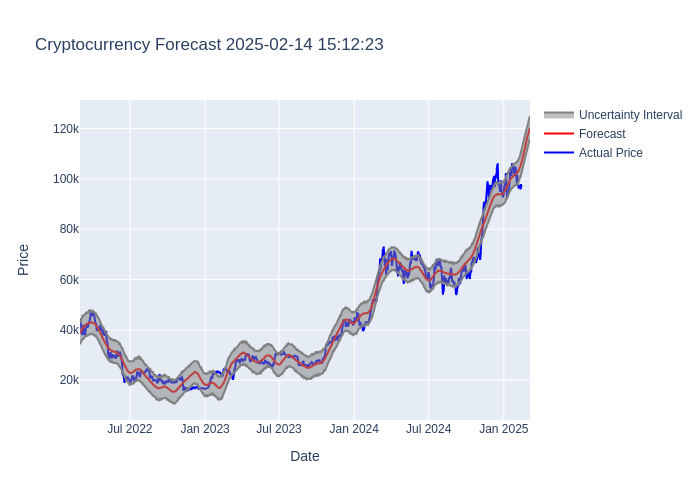 Cryptocurrency Forecast 2025-02-14 15:12:23
Uncertainty Interval
Forecast
Actual Price
Price
120k
100k
80k
60k
40k
20k
Jul 2022 Jan 2023 Jul 2023 Jan 2024 Jul 2024 Jan 2025
Date